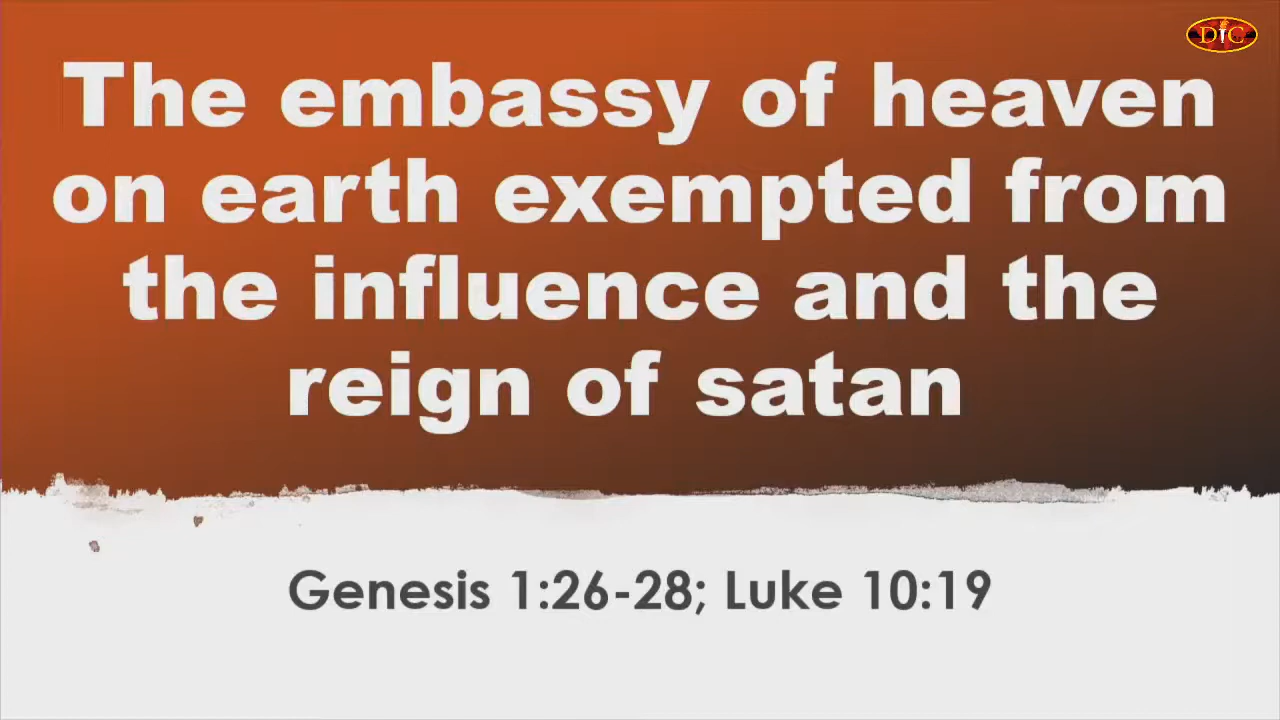 DIC
The embassy of heaven
on earth exempted from
the influence and the
reign of satan
Genesis 1:26-28; Luke 10:19